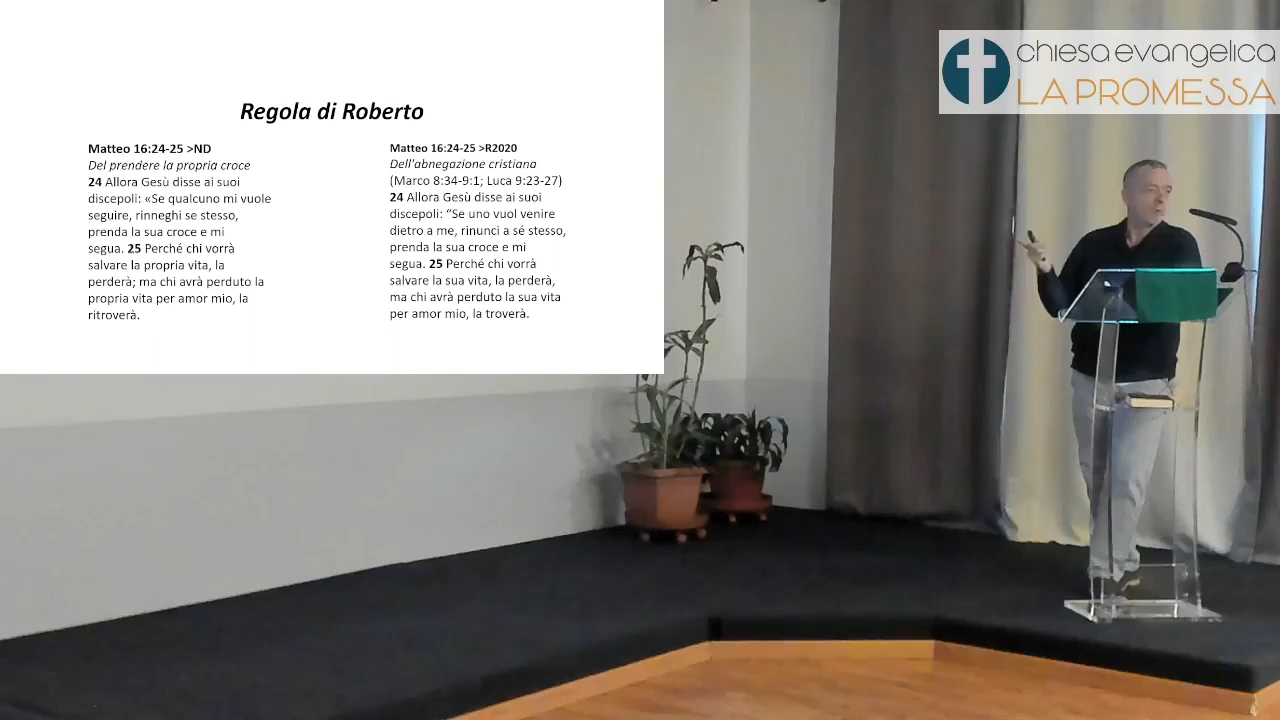 Regola di Roberto
Matteo 16:24-25 >ND
Del prendere la propria croce
24 Allora Gesù disse ai suoi
discepoli: «Se qualcuno mi vuole
seguire, rinneghi se stesso,
prenda la sua croce e mi
segua. 25 Perché chi vorrà
salvare la propria vita, la
perderà; ma chi avrà perduto la
propria vita per amor mio, la
ritroverà.
Matteo 16:24-25 >R2020
Dell'abnegazione cristiana
(Marco 8:34-9:1; Luca 9:23-27)
24 Allora Gesù disse ai suoi
discepoli: “Se uno vuol venire
dietro a me, rinunci a sé stesso,
prenda la sua croce e mi
segua. 25 Perché chi vorrà
salvare la sua vita, la perderà,
ma chi avrà perduto la sua vita
per amor mio, la troverà.
chiesa evangelica
LA PROMESSA